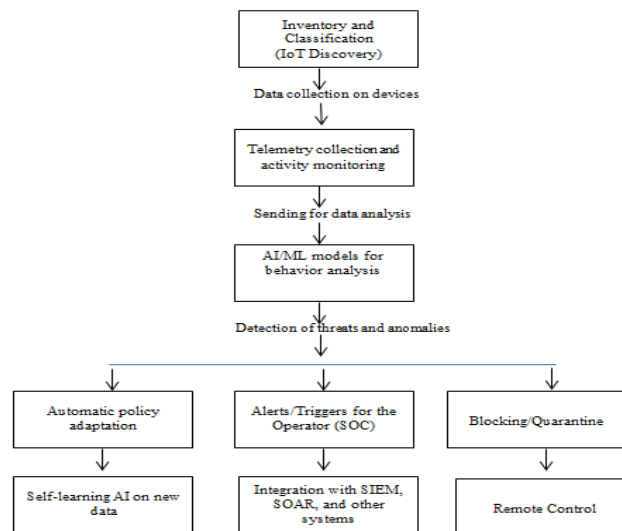 Inventory and
Classification
(IoT Discovery)
Data collection on devices
Telemetry collection and
activity monitoring
Sending for data analysis
AI/ML models for
behavior analysis
Detection of threats and anomalies
Automatic policy
adaptation
Alerts/Triggers for the
Operator (SOC)
Blocking/Quarantine
Self-learning AI on new
data
Integration with SIEM,
SOAR, and other
systems
Remote Control